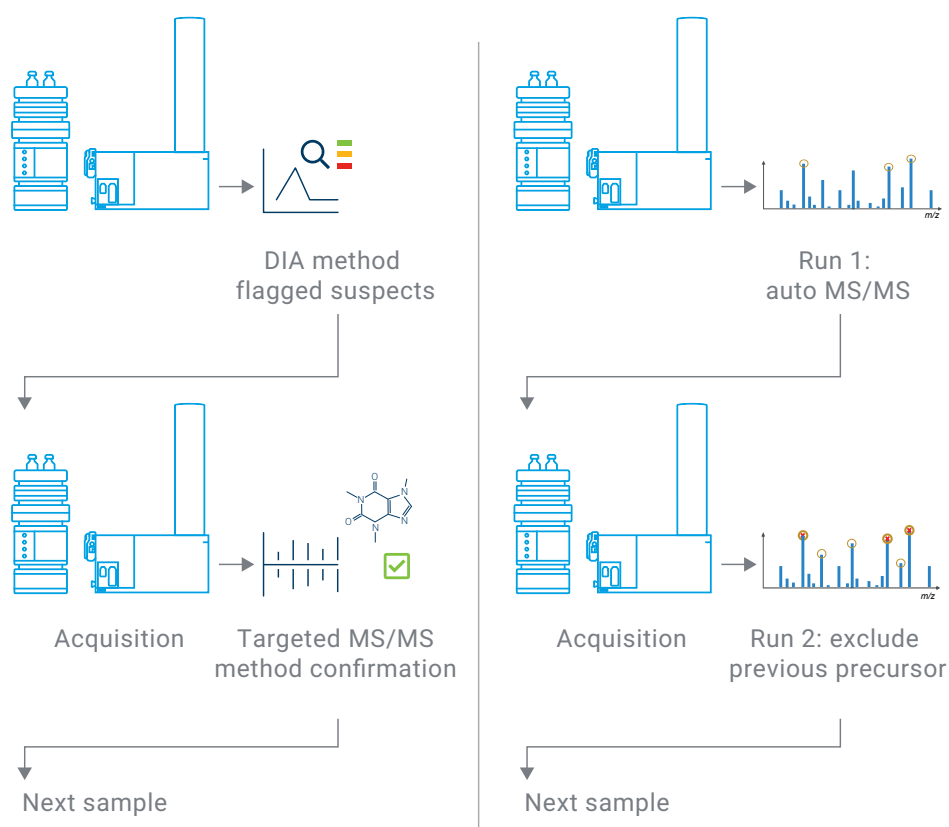 DIA method
flagged suspects
O
N
N
O
N
N
Acquisition
Targeted MS/MS
method confirmation
Next sample
m/z
Run 1:
auto MS/MS
m/z
Acquisition
Run 2: exclude
previous precursor
Next sample